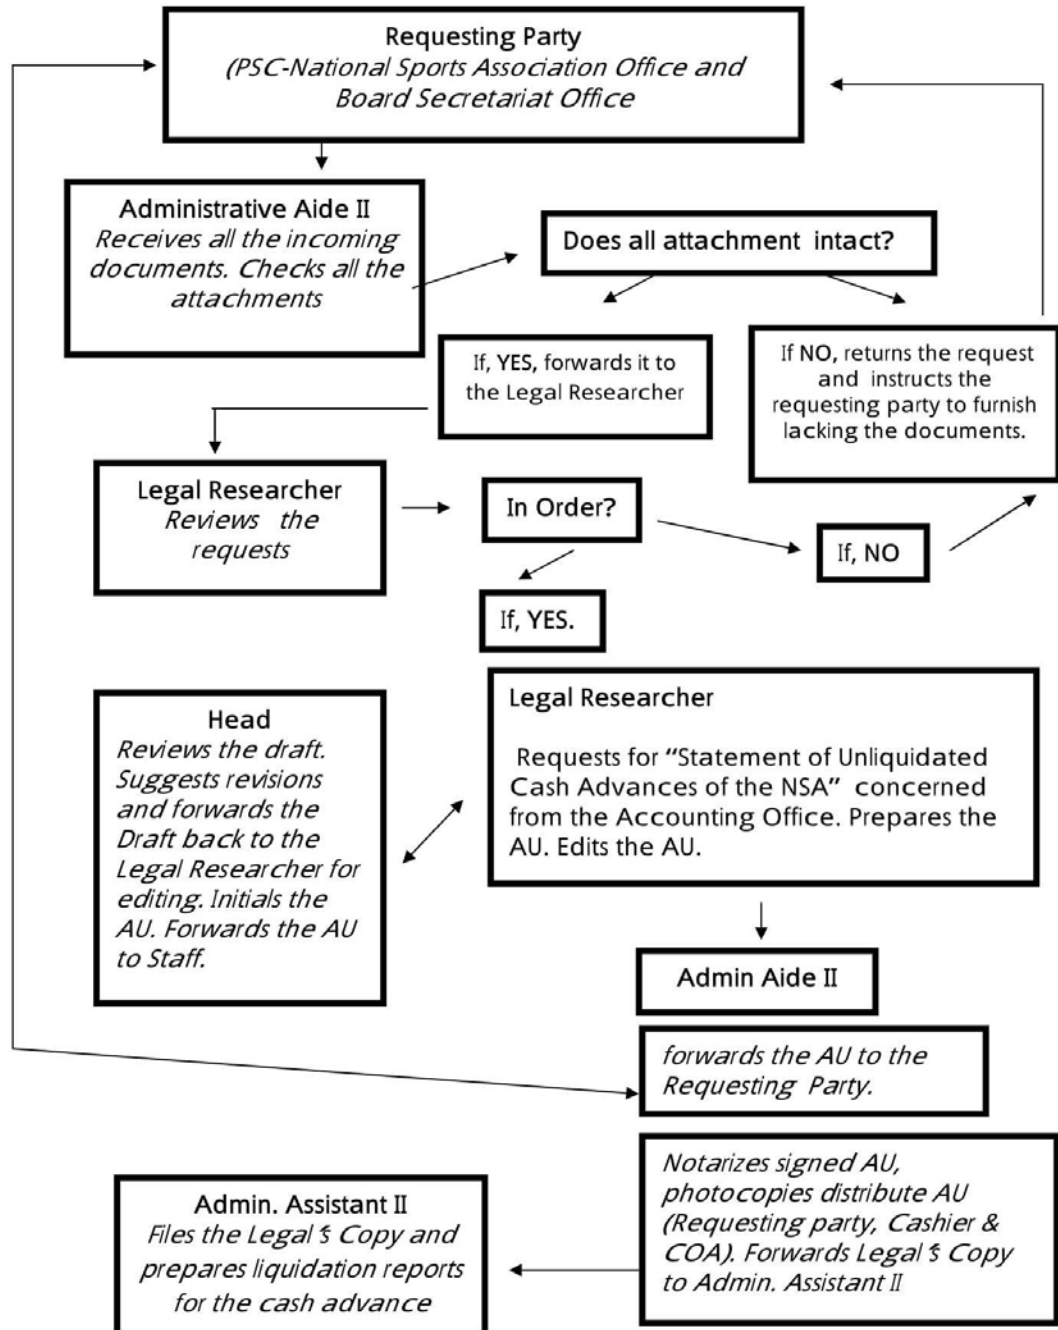 Requesting Party
(PSC-National Sports Association Office and
Board Secretariat Office
Administrative Aide II
Receives all the incoming
documents. Checks all the
attachments
Does all attachment intact?
If, YES, forwards it to
the Legal Researcher
If NO, returns the request
and instructs the
requesting party to furnish
lacking the documents.
Legal Researcher
Reviews the
requests
In Order?
If, NO
If, YES.
Legal Researcher
Requests for “Statement of Unliquidated
Cash Advances of the NSA” concerned
from the Accounting Office. Prepares the
AU. Edits the AU.
Head
Reviews the draft.
Suggests revisions
and forwards the
Draft back to the
Legal Researcher for
editing. Initials the
AU. Forwards the AU
to Staff.
Admin Aide II
forwards the AU to the
Requesting Party.
Notarizes signed AU,
photocopies distribute AU
(Requesting party, Cashier &
COA). Forwards Legal's Copy
to Admin. Assistant II
Admin. Assistant II
Files the Legal's Copy and
prepares liquidation reports
for the cash advance